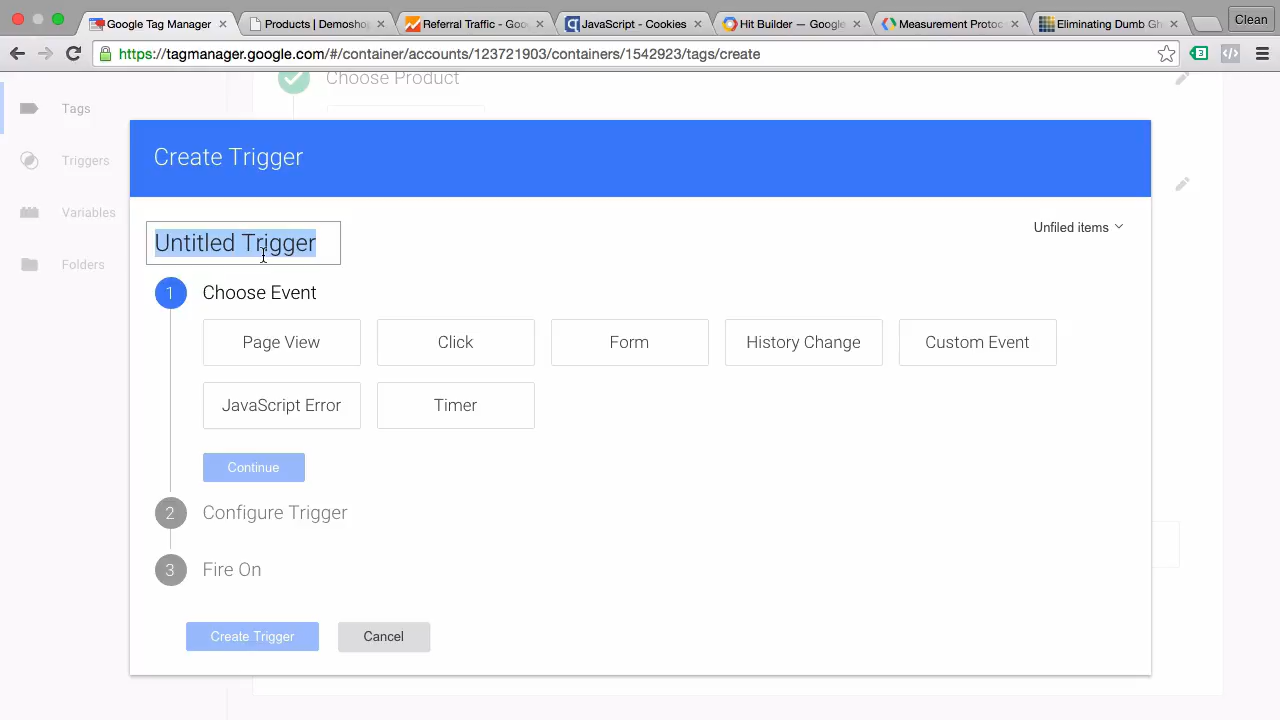 Google Tag Manager
Products | Demoshop
Referral Traffic - Goo
JavaScript - Cookies
Hit Builder — Google
Measurement Protoc
Eliminating Dumb Gh
Clean
https://tagmanager.google.com/#/container/accounts/123721903/containers/1542923/tags/create
Choose Product
Tags
Triggers
Variables
Folders
Create Trigger
Untitled Trigger
Unfiled items
1 Choose Event
Page View
Click
Form
History Change
Custom Event
JavaScript Error
Timer
Continue
2 Configure Trigger
3 Fire On
Create Trigger
Cancel